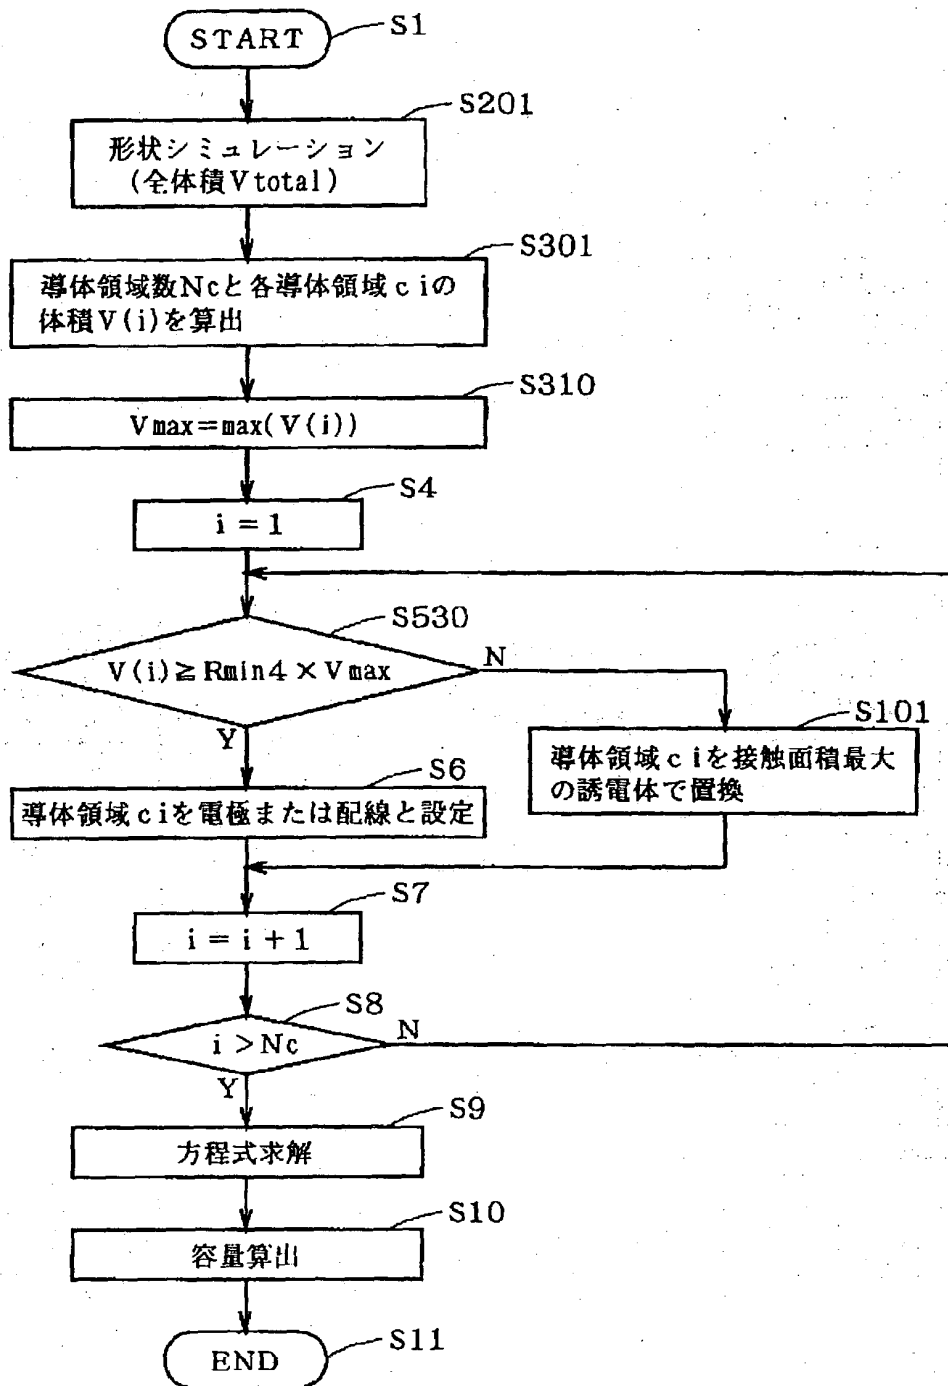 START
S1
S201
形状シミュレーション
(全体積Vtotal)
S301
導体領域数Ncと各導体領域ciの
体積V(i)を算出
S310
Vmax=max(V(i))
S4
i = 1
S530
V(i)≧Rmin4×Vmax
N
Y
S101
導体領域ciを接触面積最大
の誘電体で置換
S6
導体領域ciを電極または配線と設定
S7
i = i + 1
S8
i > Nc
N
Y
S9
方程式求解
S10
容量算出
S11
END